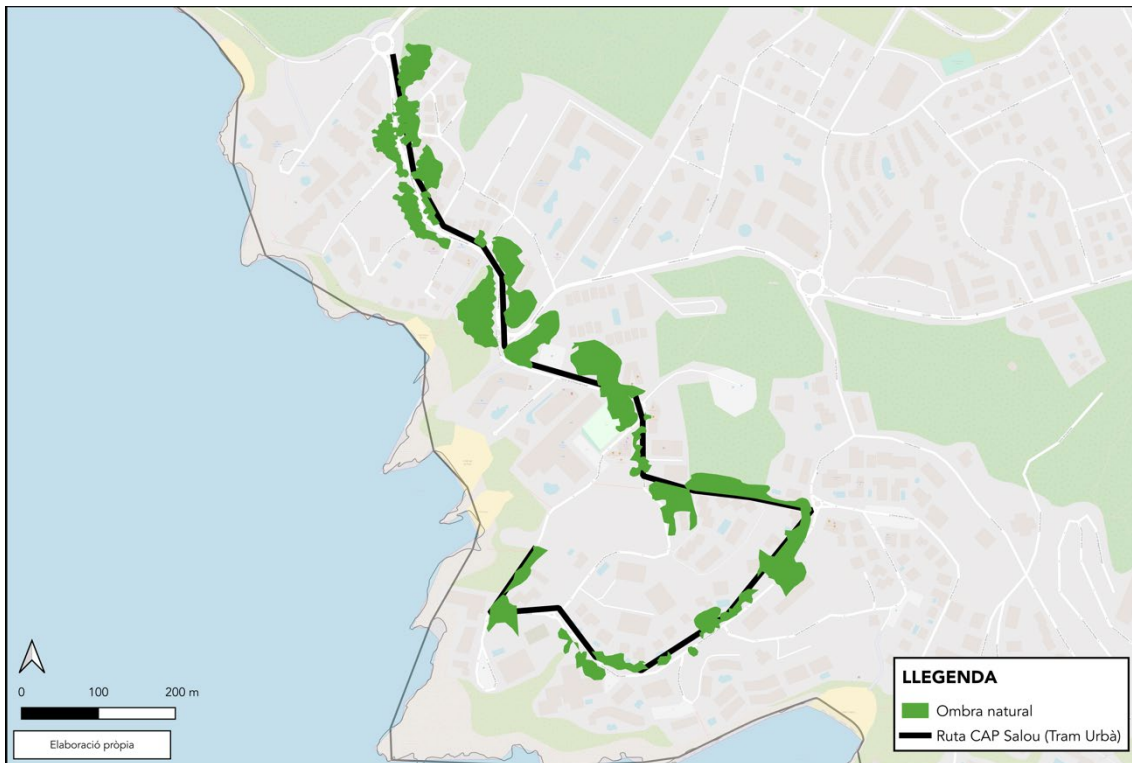 0 100 200 m
Elaboració pròpia
LLEGENDA
Ombra natural
Ruta CAP Salou (Tram Urbà)